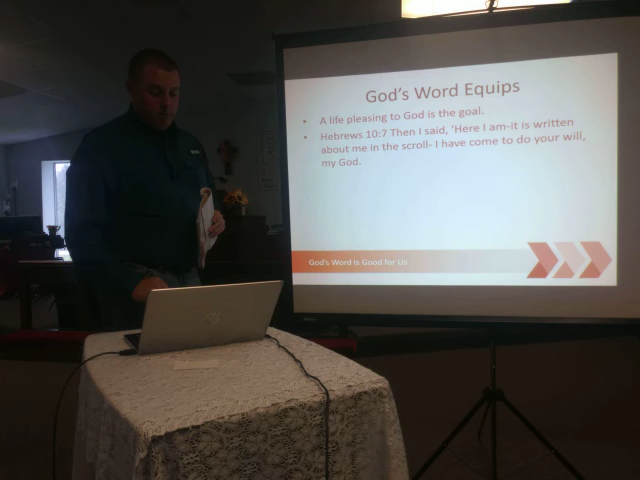 God's Word Equips
• A life pleasing to God is the goal.
• Hebrews 10:7 Then I said, 'Here I am-it is written
about me in the scroll- I have come to do your will,
my God.
God's Word Is Good for Us